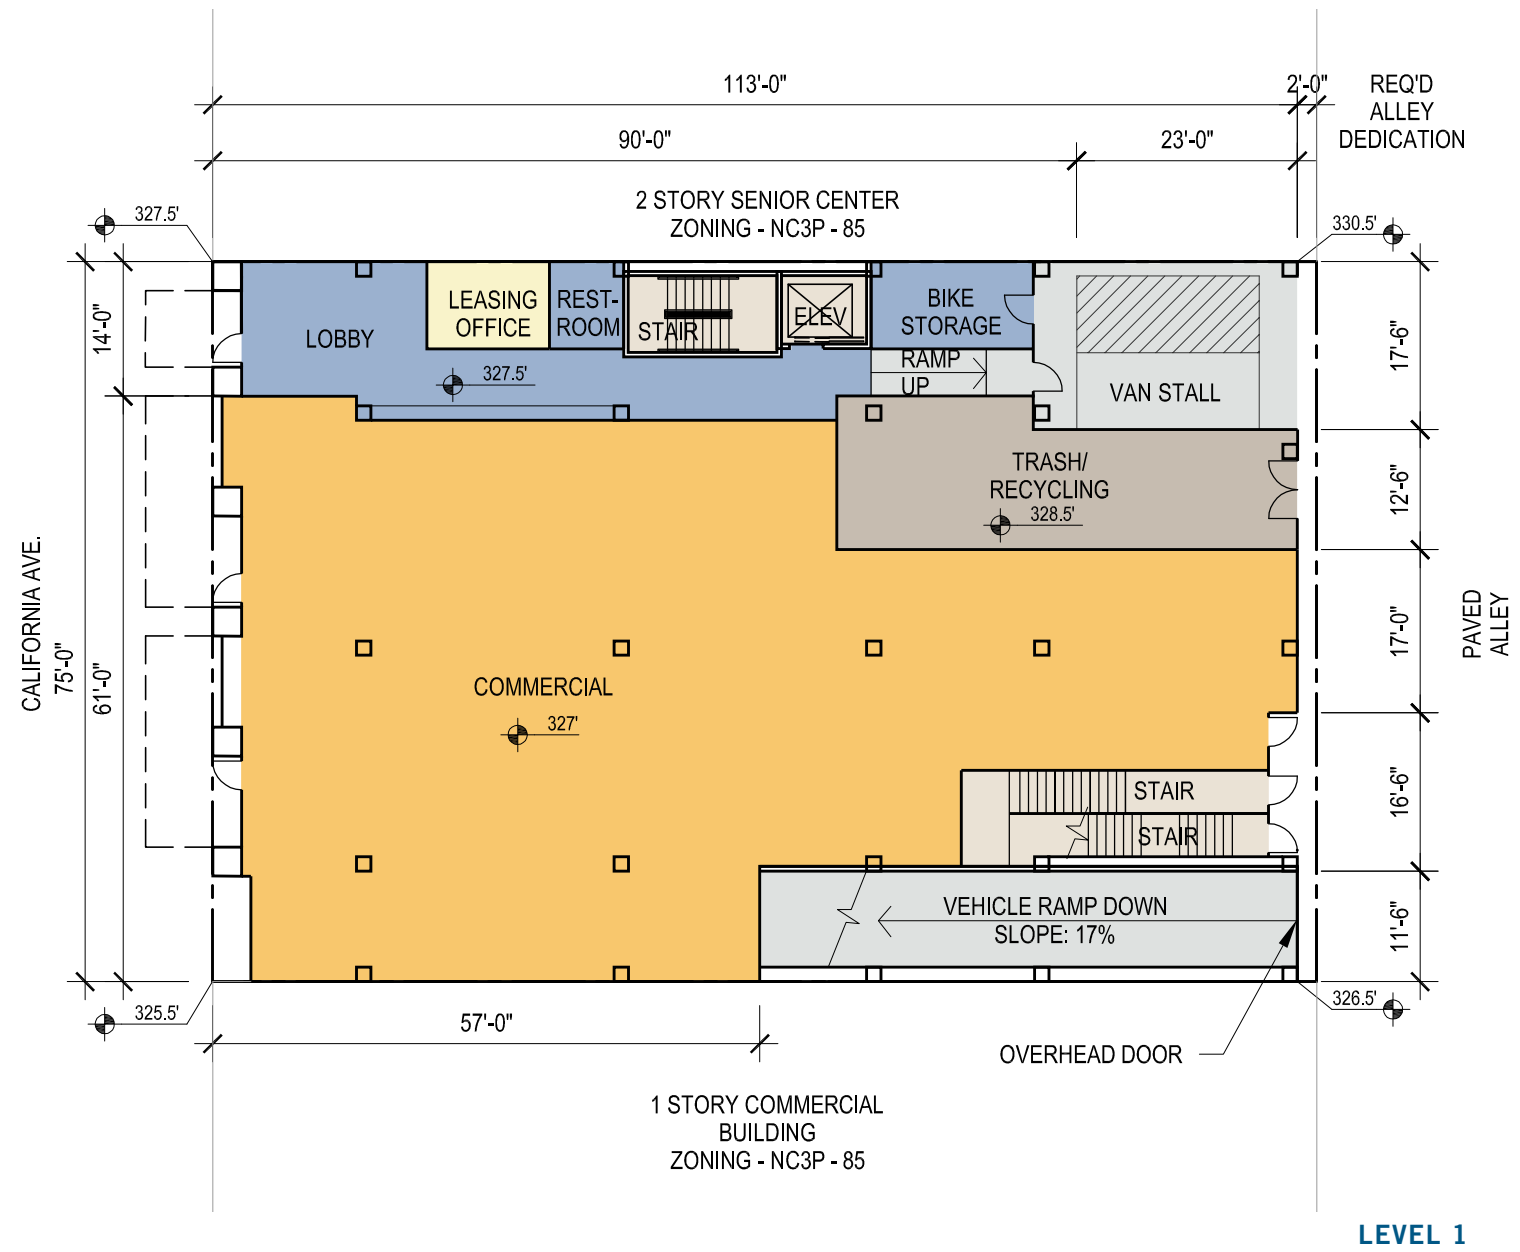 113'-0"
2'-0"
REQ'D
ALLEY
DEDICATION
90'-0"
23'-0"
2 STORY SENIOR CENTER
ZONING - NC3P - 85
327.5'
330.5'
LEASING
OFFICE
REST-
ROOM
STAIR
ELEV
BIKE
STORAGE
LOBBY
14'-0"
17'-6"
327.5'
RAMP
UP
VAN STALL
TRASH/
RECYCLING
328.5'
12'-6"
CALIFORNIA AVE.
75'-0"
61'-0"
COMMERCIAL
327'
17'-0"
PAVED
ALLEY
STAIR
STAIR
16'-6"
VEHICLE RAMP DOWN
SLOPE: 17%
11'-6"
325.5'
326.5'
57'-0"
OVERHEAD DOOR
1 STORY COMMERCIAL
BUILDING
ZONING - NC3P - 85
LEVEL 1